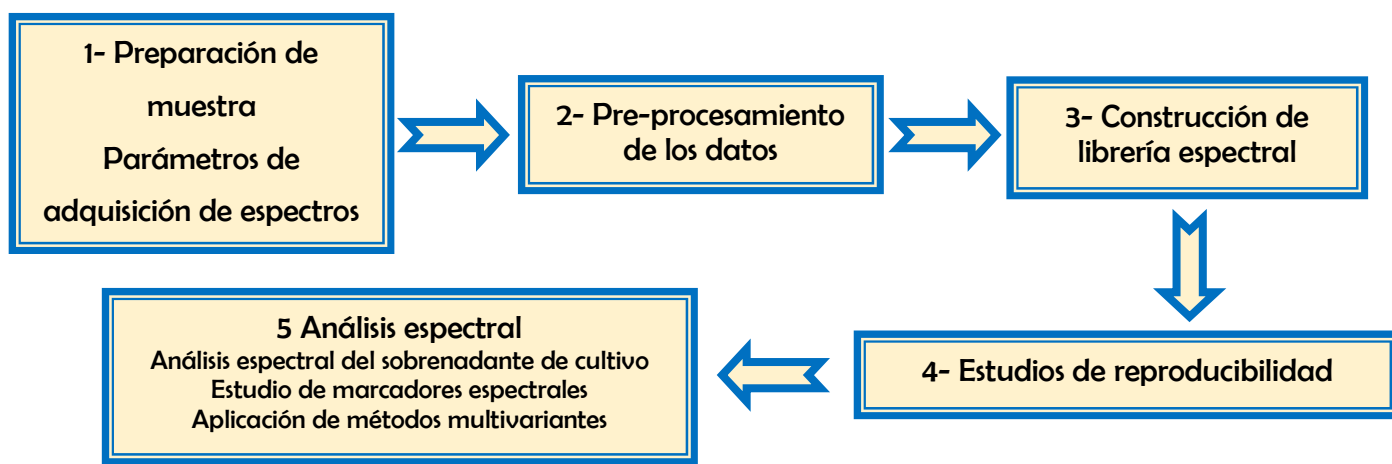 1- Preparación de
muestra
Parámetros de
adquisición de espectros
2- Pre-procesamiento
de los datos
3- Construcción de
librería espectral
4- Estudios de reproducibilidad
5 Análisis espectral
Análisis espectral del sobrenadante de cultivo
Estudio de marcadores espectrales
Aplicación de métodos multivariantes